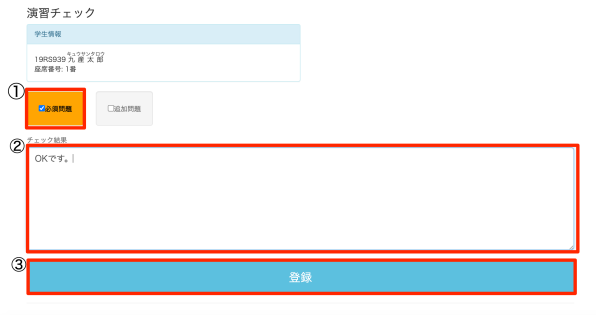 演習チェック
学生情報
キュウサンタロウ
19RS939 九 産 太 郎
座席番号: 1番
①
必須問題
追加問題
チェック結果
②
OKです。
③
登録